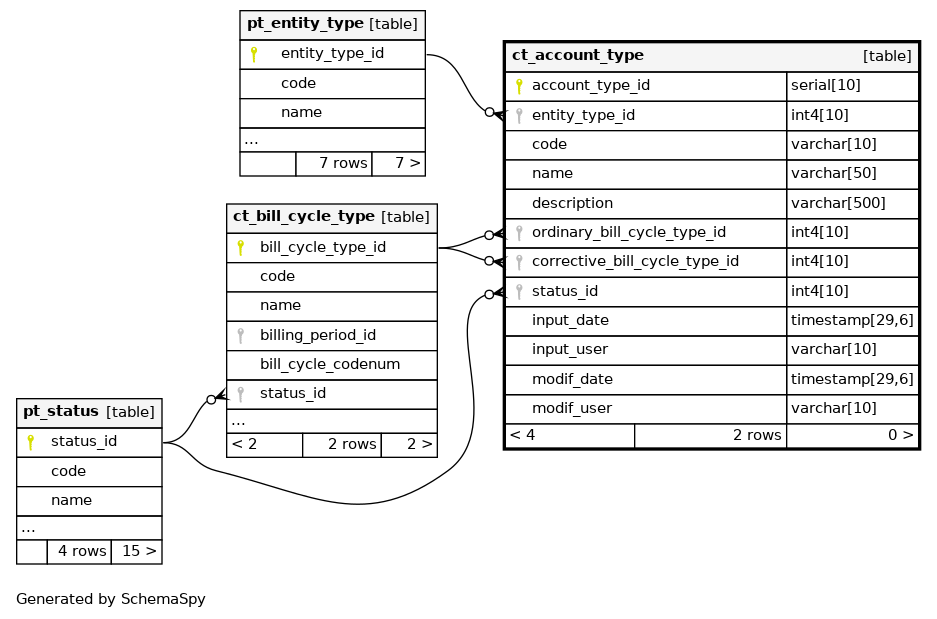 pt_entity_type [table]
entity_type_id
code
name
...
7 rows 7 >
ct_account_type [table]
account_type_id serial[10]
entity_type_id int4[10]
code varchar[10]
name varchar[50]
description varchar[500]
ordinary_bill_cycle_type_id int4[10]
corrective_bill_cycle_type_id int4[10]
status_id int4[10]
input_date timestamp[29,6]
input_user varchar[10]
modif_date timestamp[29,6]
modif_user varchar[10]
< 4 2 rows 0 >
ct_bill_cycle_type [table]
bill_cycle_type_id
code
name
billing_period_id
bill_cycle_codenum
status_id
...
< 2 2 rows 2 >
pt_status [table]
status_id
code
name
...
4 rows 15 >
Generated by SchemaSpy